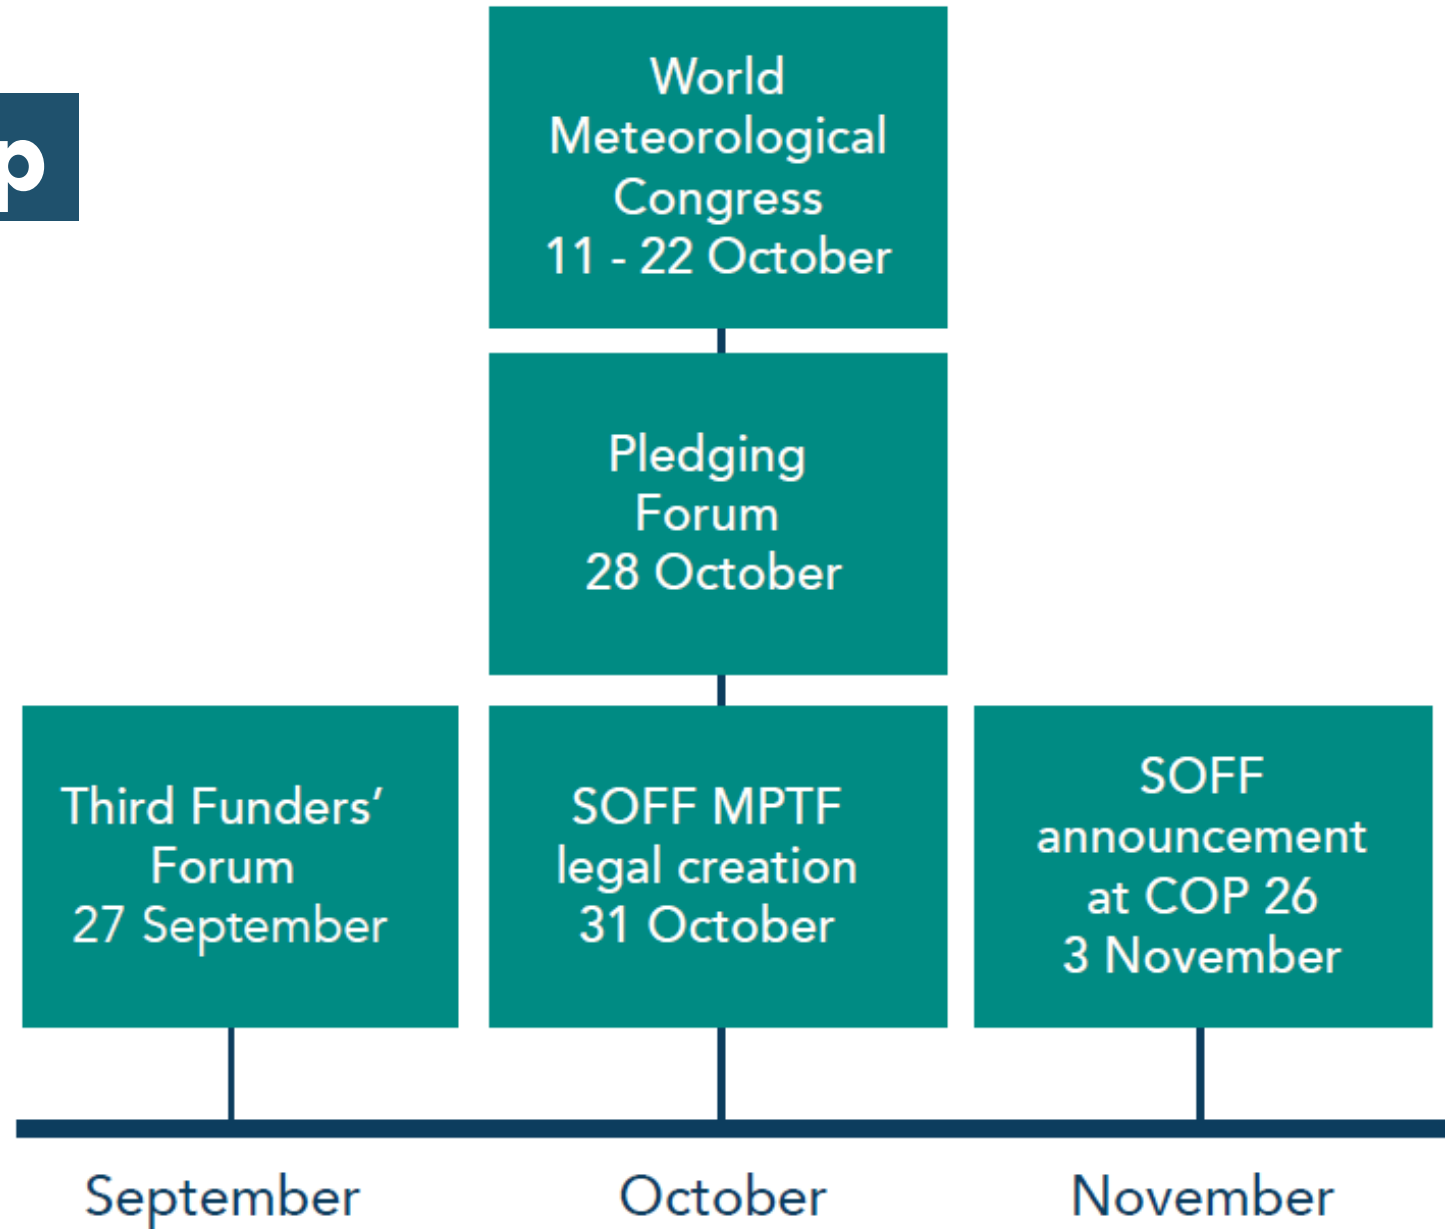 p
World
Meteorological
Congress
11 - 22 October
Pledging
Forum
28 October
Third Funders’
Forum
27 September
SOFF MPTF
legal creation
31 October
SOFF
announcement
at COP 26
3 November
September
October
November